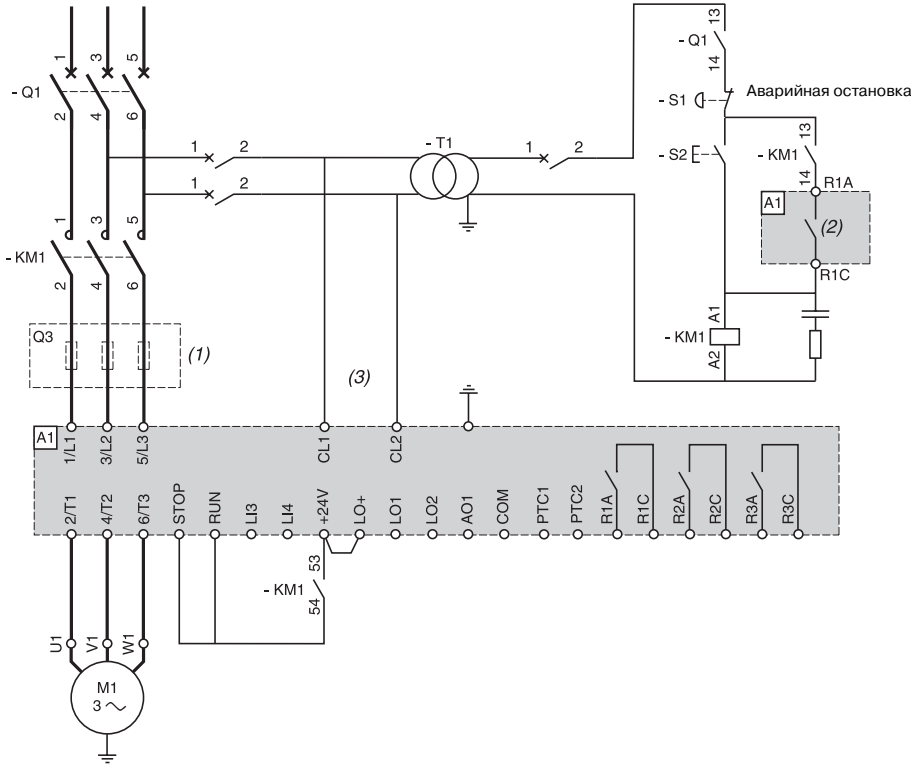 1 3 5
- Q1
2 4 6
1 2
1 2
- T1
1 2
13
- Q1
14
- S1
Аварийная остановка
- S2
13
- KM1
14
R1A
A1
(2)
R1C
A1
- KM1
A2
1 3 5
- KM1
2 4 6
Q3
(1)
(3)
A1
1/L1 3/L2 5/L3 CL1 CL2
2/T1 4/T2 6/T3 STOP RUN LI3 LI4 +24V LO+ LO1 LO2 AO1 COM PTC1 PTC2 R1A R1C R2A R2C R3A R3C
53
- KM1
54
U1 V1 W1
M1
3